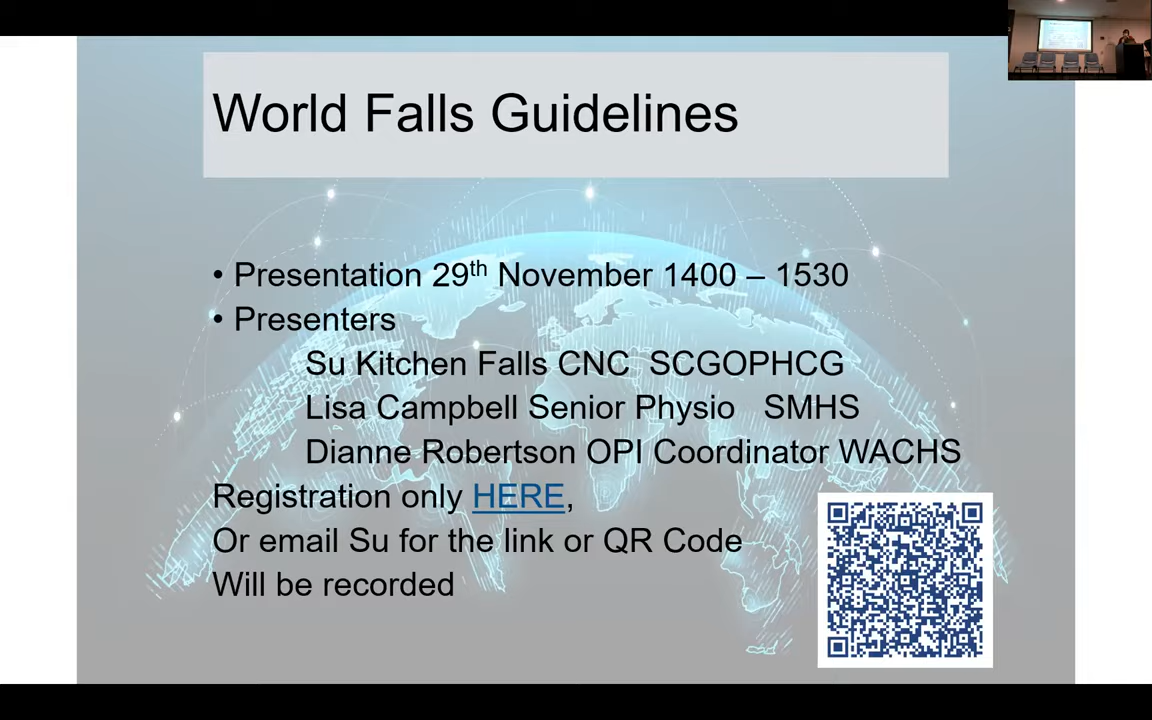 World Falls Guidelines
• Presentation 29th November 1400 – 1530
• Presenters
Su Kitchen Falls CNC SCGOPHCG
Lisa Campbell Senior Physio SMHS
Dianne Robertson OPI Coordinator WACHS
Registration only HERE,
Or email Su for the link or QR Code
Will be recorded